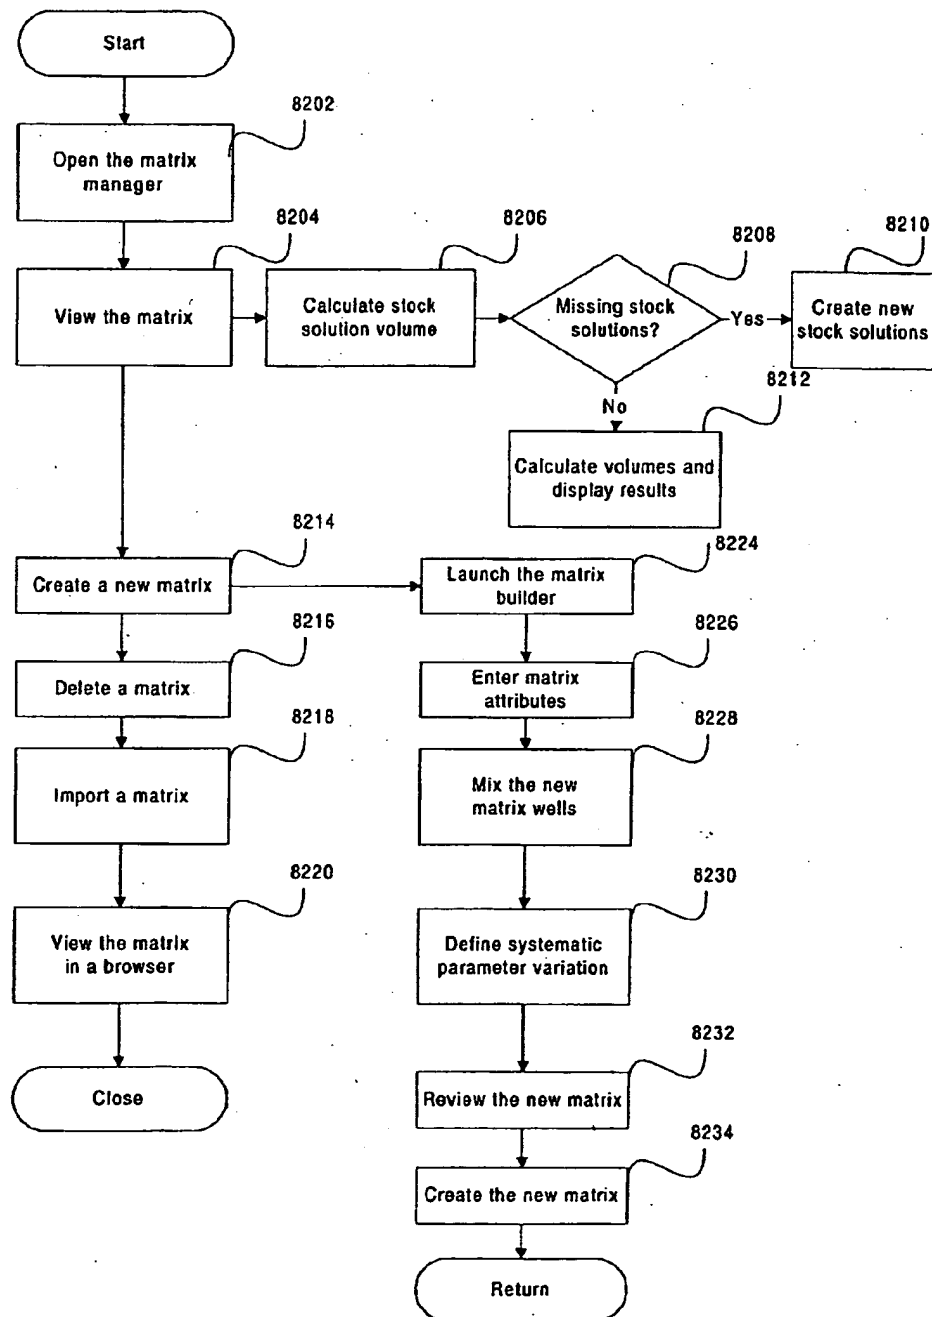 Start
8202
Open the matrix
manager
8204
View the matrix
8206
Calculate stock
solution volume
8208
Missing stock
solutions?
Yes
8210
Create new
stock solutions
No
8212
Calculate volumes and
display results
8214
Create a new matrix
8216
Delete a matrix
8218
Import a matrix
8220
View the matrix
in a browser
Close
8224
Launch the matrix
builder
8226
Enter matrix
attributes
8228
Mix the new
matrix wells
8230
Define systematic
parameter variation
8232
Review the new matrix
8234
Create the new matrix
Return